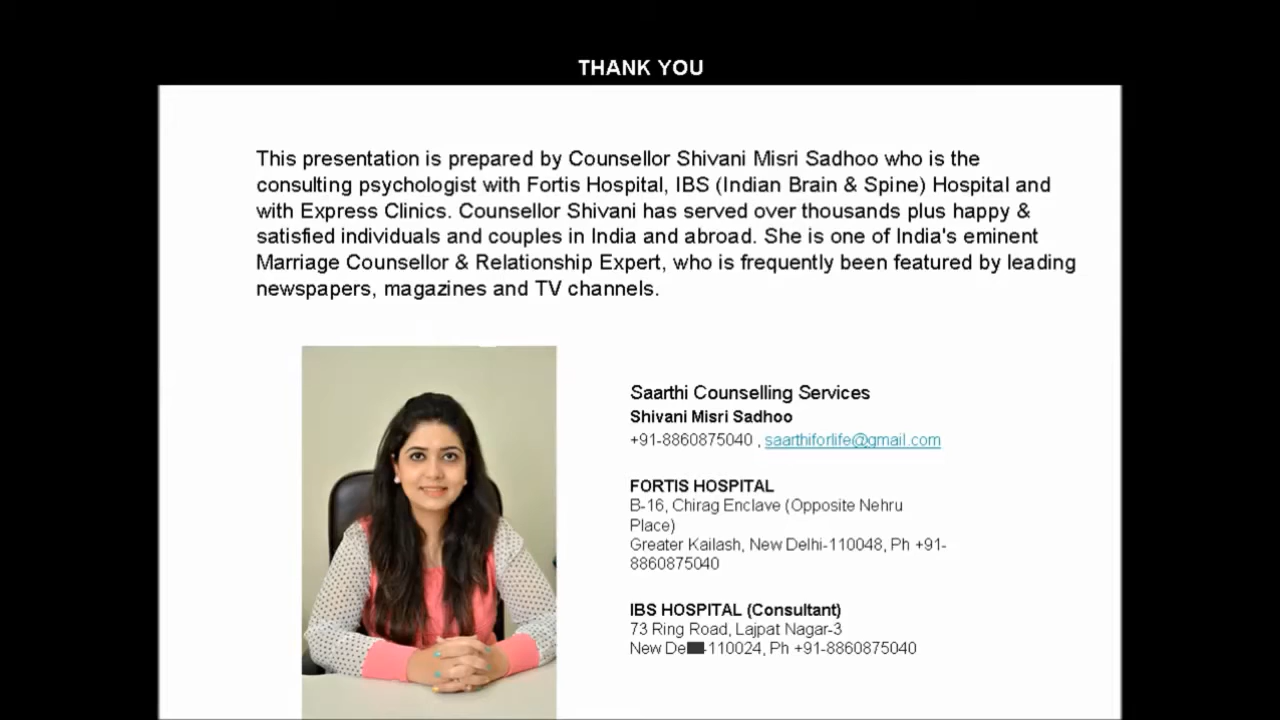 THANK YOU
This presentation is prepared by Counsellor Shivani Misri Sadhoo who is the
consulting psychologist with Fortis Hospital, IBS (Indian Brain & Spine) Hospital and
with Express Clinics. Counsellor Shivani has served over thousands plus happy &
satisfied individuals and couples in India and abroad. She is one of India's eminent
Marriage Counsellor & Relationship Expert, who is frequently been featured by leading
newspapers, magazines and TV channels.
Saarthi Counselling Services
Shivani Misri Sadhoo
+91-8860875040 , saarthiforlife@gmail.com
FORTIS HOSPITAL
B-16, Chirag Enclave (Opposite Nehru
Place)
Greater Kailash, New Delhi-110048, Ph +91-
8860875040
IBS HOSPITAL (Consultant)
73 Ring Road, Lajpat Nagar-3
New -110024, Ph +91-8860875040